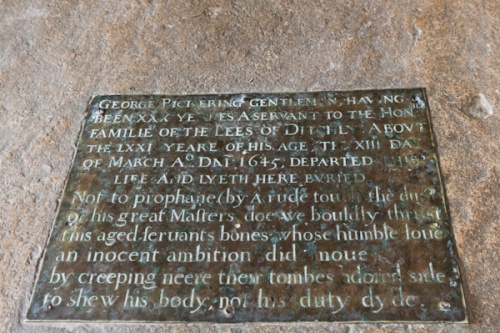 GEORGE PICKERING GENTLEMAN, HAVING
BEEN XXX YEARES A SERVANT TO THE HON
FAMILIE OF THE LEES OF DITCHLY ABOVT
THE LXXI YEARE OF HIS AGE, THE XIII DAY
OF MARCH Ao DNI 1645, DEPARTED THIS
LIFE AND LYETH HERE BVRIED
Not to prophane (by a rude touch) the dust
of his great Masters, doe we bouldly thrust
this aged seruants bones, whose humble loue
an inocent ambition did moue
by creeping neere their tombes adored side
to shew his body, not his duty dyde.